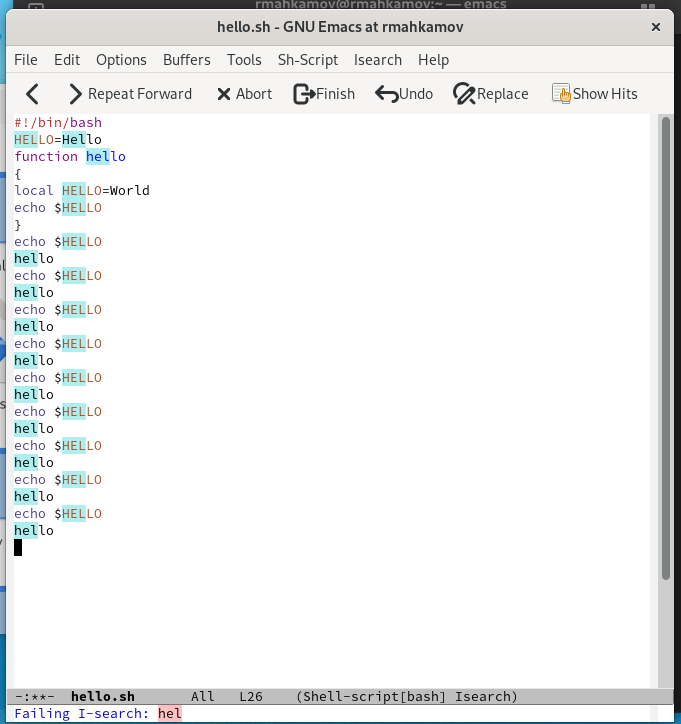 rmahkamov@rmahkamov:~ — emacs
hello.sh - GNU Emacs at rmahkamov
File Edit Options Buffers Tools Sh-Script Isearch Help
Repeat Forward Abort Finish Undo Replace Show Hits
#!/bin/bash
HELLO=Hello
function hello
{
local HELLO=World
echo $HELLO
}
echo $HELLO
hello
echo $HELLO
hello
echo $HELLO
hello
echo $HELLO
hello
echo $HELLO
hello
echo $HELLO
hello
echo $HELLO
hello
echo $HELLO
hello
echo $HELLO
hello
-:**- hello.sh All L26 (Shell-script[bash] Isearch)
Failing I-search: hel